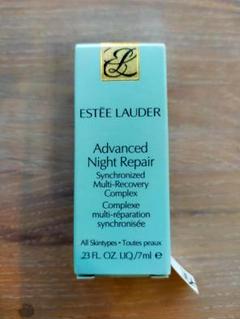 ESTĒE LAUDER
Advanced
Night Repair
Synchronized
Multi-Recovery
Complex
Complexe
multi-réparation
synchronisée
All Skintypes • Toutes peaux
.23 FL. OZ. LIQ./7ml e